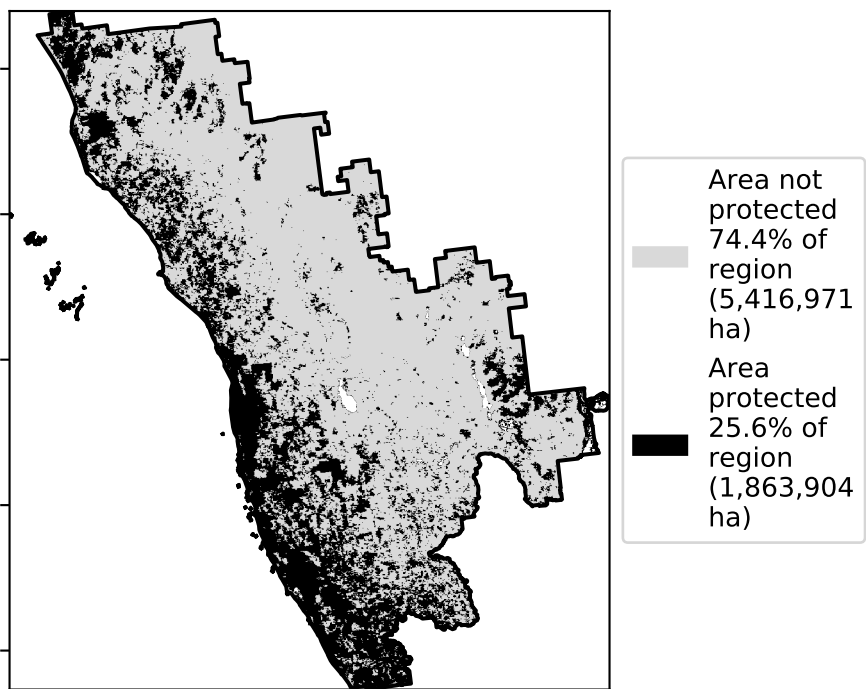 Area not
protected
74.4% of
region
(5,416,971
ha)
Area
protected
25.6% of
region
(1,863,904
ha)